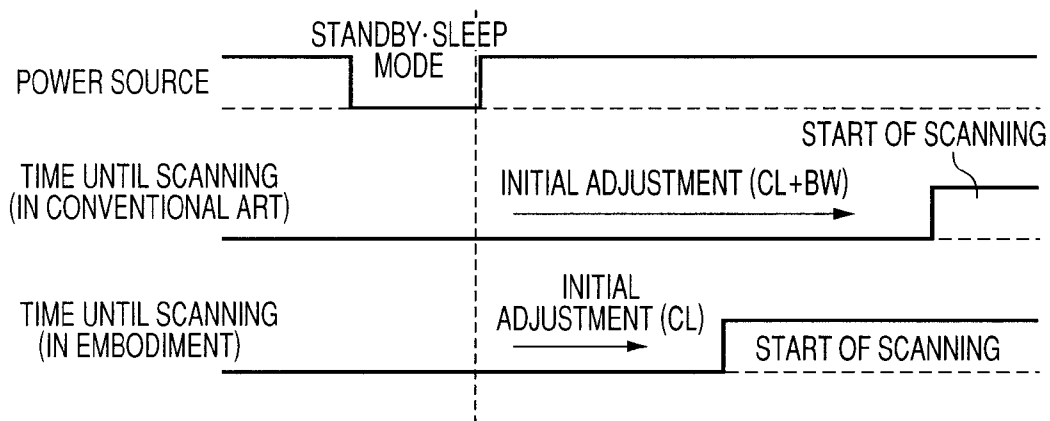 STANDBY·SLEEP
MODE
POWER SOURCE
START OF SCANNING
TIME UNTIL SCANNING
(IN CONVENTIONAL ART)
INITIAL ADJUSTMENT (CL+BW)
TIME UNTIL SCANNING
(IN EMBODIMENT)
INITIAL
ADJUSTMENT (CL)
START OF SCANNING